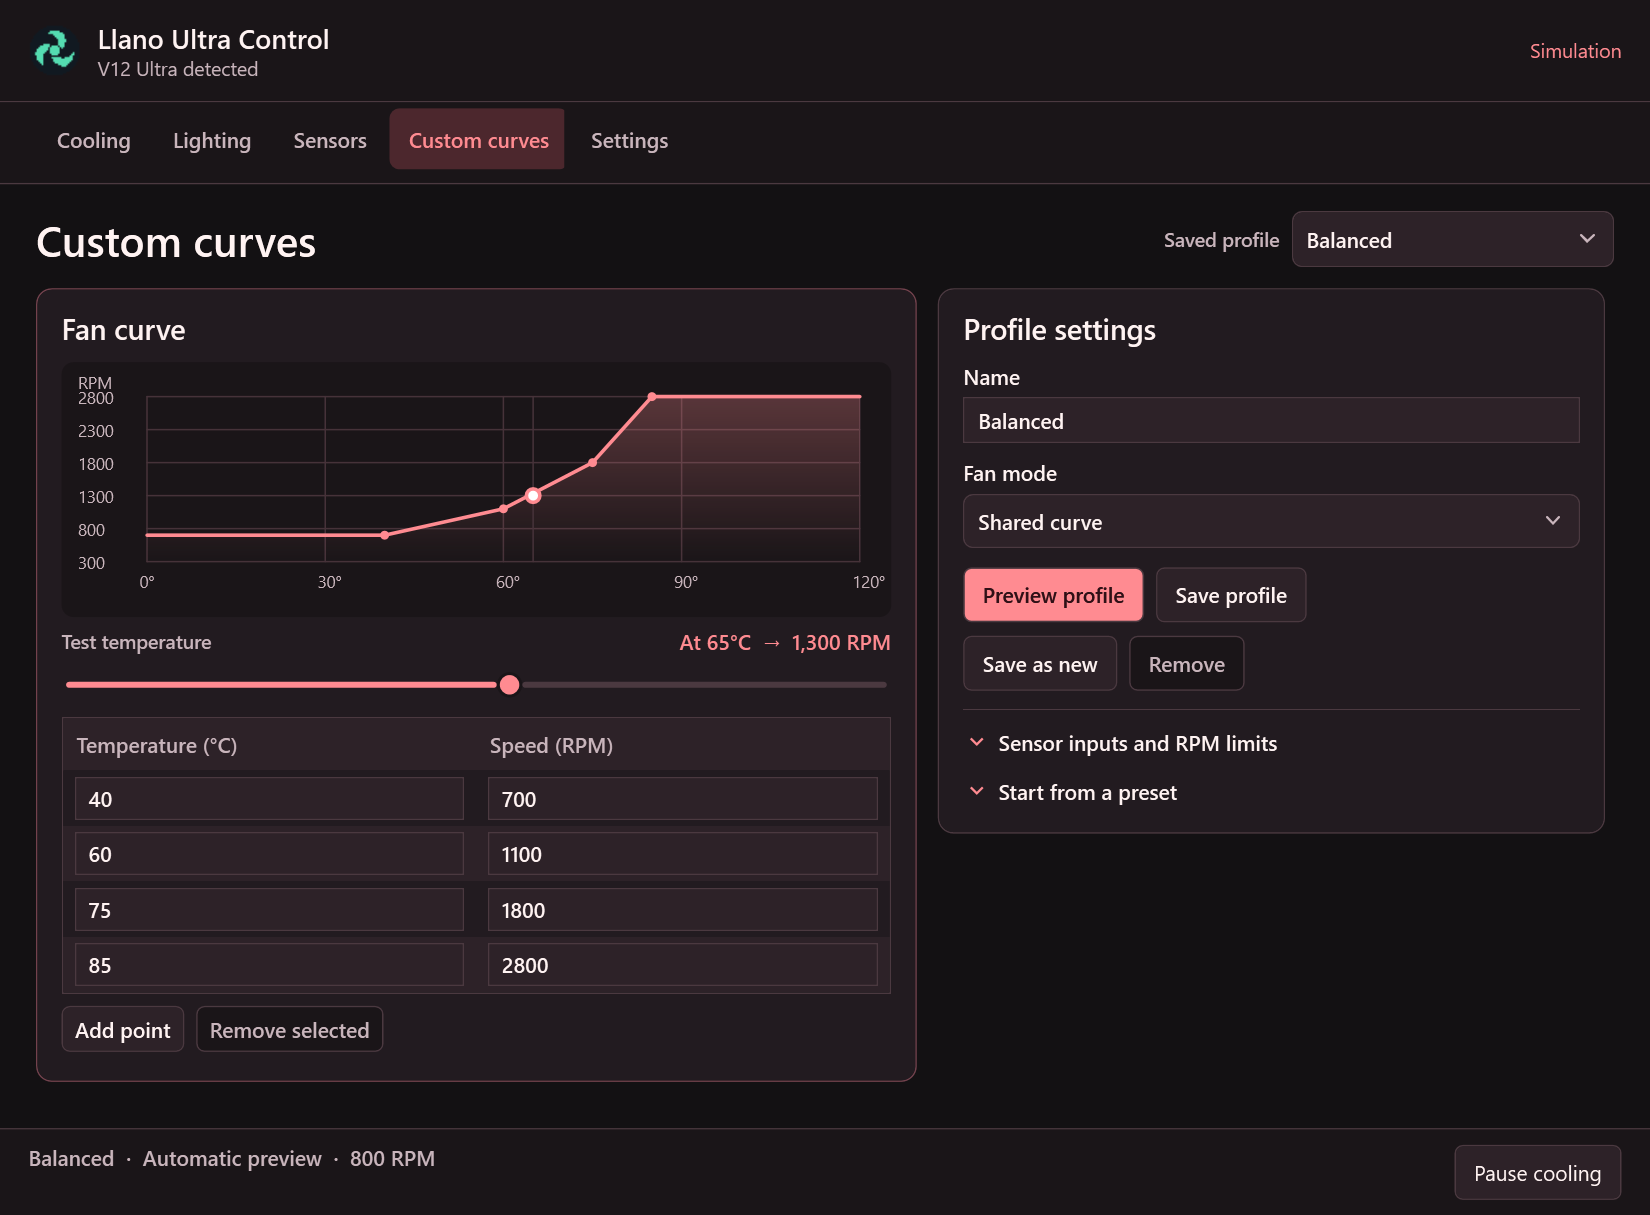 Llano Ultra Control
V12 Ultra detected
Simulation
Cooling
Lighting
Sensors
Custom curves
Settings
Custom curves
Saved profile
Balanced
Fan curve
RPM
2800
2300
1800
1300
800
300
0°
30°
60°
90°
120°
Test temperature
At 65°C → 1,300 RPM
Temperature (°C)
Speed (RPM)
40
700
60
1100
75
1800
85
2800
Add point
Remove selected
Profile settings
Name
Balanced
Fan mode
Shared curve
Preview profile
Save profile
Save as new
Remove
Sensor inputs and RPM limits
Start from a preset
Balanced · Automatic preview · 800 RPM
Pause cooling